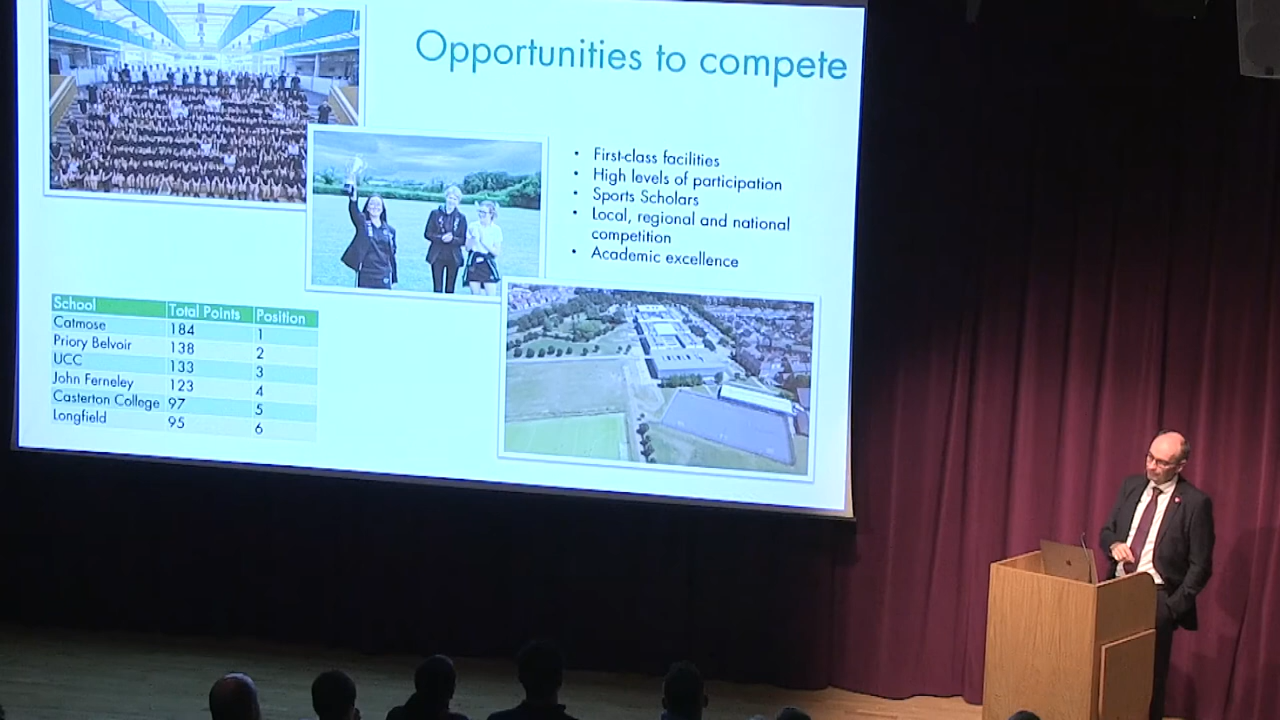 Opportunities to compete
• First-class facilities
• High levels of participation
• Sports Scholars
• Local, regional and national
competition
• Academic excellence
School Total Points Position
Catmose 184 1
Priory Belvoir 138 2
UCC 133 3
John Ferneley 123 4
Casterton College 97 5
Longfield 95 6